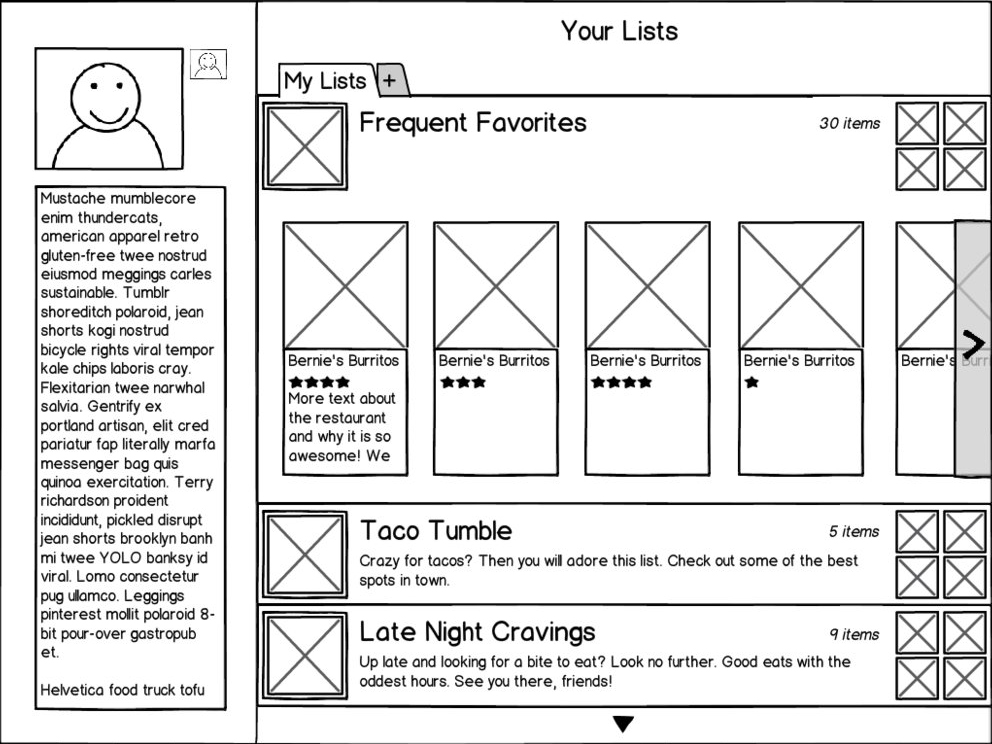 Your Lists
My Lists
+
Mustache mumblecore
enim thundercats,
american apparel retro
gluten-free twee nostrud
eiusmod meggings carles
sustainable. Tumblr
shoreditch polaroid, jean
shorts kogi nostrud
bicycle rights viral tempor
kale chips laboris cray.
Flexitarian twee narwhal
salvia. Gentrify ex
portland artisan, elit cred
pariatur fap literally marfa
messenger bag quis
quinoa exercitation. Terry
richardson proident
incididunt, pickled disrupt
jean shorts brooklyn banh
mi twee YOLO banksy id
viral. Lomo consectetur
pug ullamco. Leggings
pinterest mollit polaroid 8-
bit pour-over gastropub
et.
Helvetica food truck tofu
Frequent Favorites
30 items
Bernie's Burritos
★★★★
More text about
the restaurant
and why it is so
awesome! We
Bernie's Burritos
★★★
Bernie's Burritos
★★★★
Bernie's Burritos
★
Bernie's Burri
Taco Tumble
5 items
Crazy for tacos? Then you will adore this list. Check out some of the best
spots in town.
Late Night Cravings
9 items
Up late and looking for a bite to eat? Look no further. Good eats with the
oddest hours. See you there, friends!